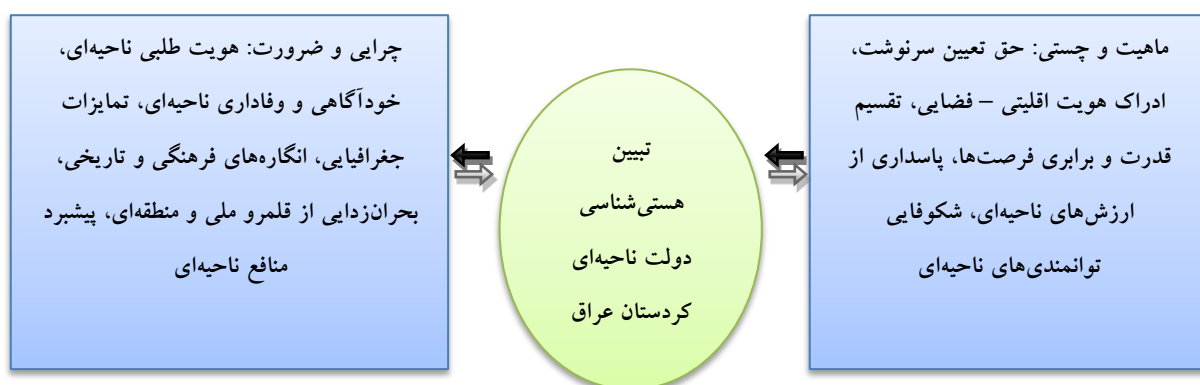 ماهیت و چستی: حق تعیین سرنوشت،
ادراک هویت اقلیتی – فضایی، تقسیم
قدرت و برابری فرصت‌ها، پاسداری از
ارزش‌های ناحیه‌ای، شکوفایی
توانمندی‌های ناحیه‌ای
تبیین
هستی‌شناسی
دولت ناحیه‌ای
کردستان عراق
چرایی و ضرورت: هویت طلبی ناحیه‌ای،
خودآگاهی و وفاداری ناحیه‌ای، تمایزات
جغرافیایی، انگاره‌های فرهنگی و تاریخی،
بحران‌زدایی از قلمرو ملی و منطقه‌ای، پیشبرد
منافع ناحیه‌ای